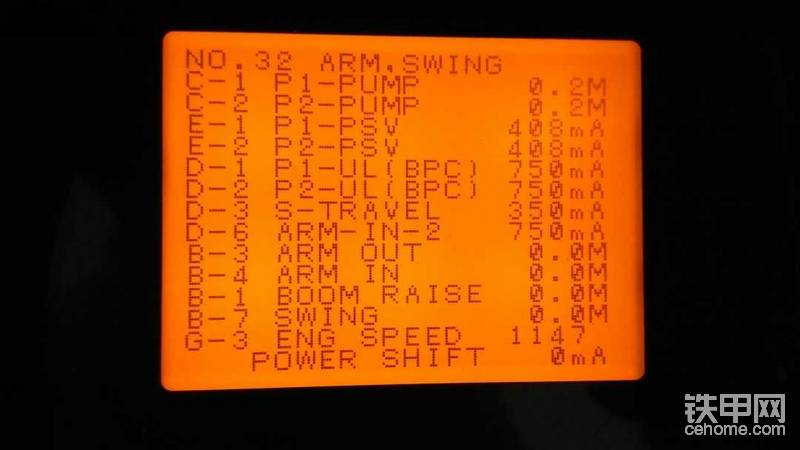 NO.32 ARM.SWING
C-1 P1-PUMP 0.2M
C-2 P2-PUMP 0.2M
E-1 P1-PSV 408mA
E-2 P2-PSV 408mA
D-1 P1-UL(BPC) 750mA
D-2 P2-UL(BPC) 750mA
D-3 S-TRAVEL 350mA
D-6 ARM-IN-2 750mA
B-3 ARM OUT 0.0M
B-4 ARM IN 0.0M
B-1 BOOM RAISE 0.0M
B-7 SWING 0.0M
G-3 ENG SPEED 1147
POWER SHIFT 0mA
铁甲网
cehome.com